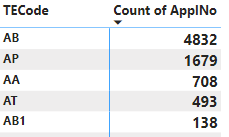 TECode Count of ApplNo
AB 4832
AP 1679
AA 708
AT 493
AB1 138